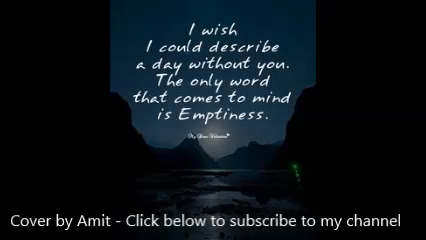 I wish
I could describe
a day without you.
The only word
that comes to mind
is Emptiness.
Cover by Amit - Click below to subscribe to my channel